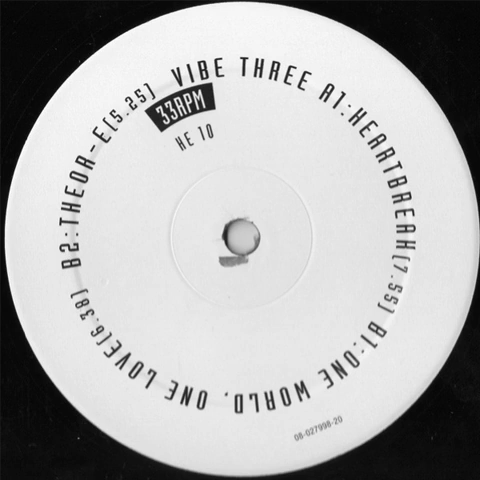 VIBE THREE A1:HEARTBREAK[7.55] B1:ONE WORLD, ONE LOVE[6.38] B2:THEOR-E[5.25]
33RPM
HE 10
08-027998-20